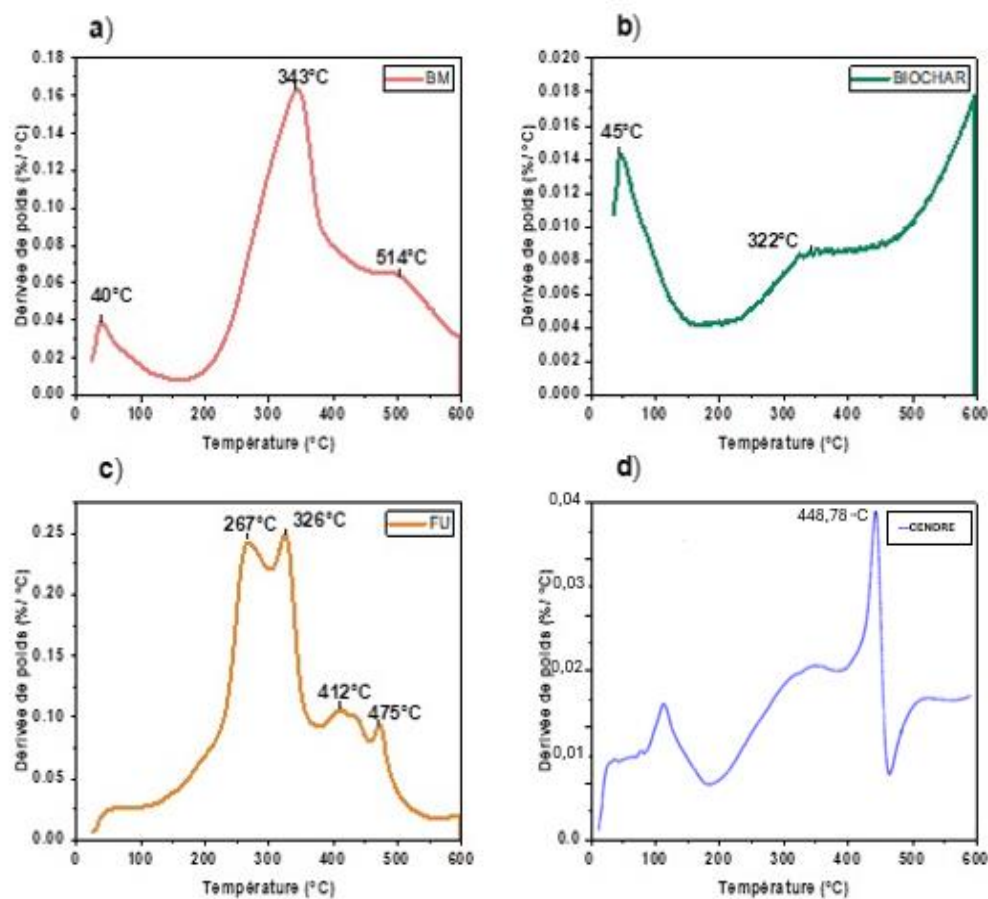 a)
0.18
0.16
0.14
0.12
0.10
0.08
0.06
0.04
0.02
0.00
Dérivée de poids (%/ °C)
343°C
BM
40°C
514°C
0 100 200 300 400 500 600
Température (°C)
b)
0.020
0.018
0.016
0.014
0.012
0.010
0.008
0.006
0.004
0.002
0.000
Dérivée de poids (%/ °C)
BIOCHAR
45°C
322°C
0 100 200 300 400 500 600
Température (°C)
c)
0.25
0.20
0.15
0.10
0.05
0.00
Dérivée de poids (%/ °C)
267°C
326°C
FU
412°C
475°C
0 100 200 300 400 500 600
Température (°C)
d)
0,04
0,03
0,02
0,01
0,0
Dérivée de poids (%/ °C)
448,78 °C
CENDRE
0 100 200 300 400 500 600
Température (°C)